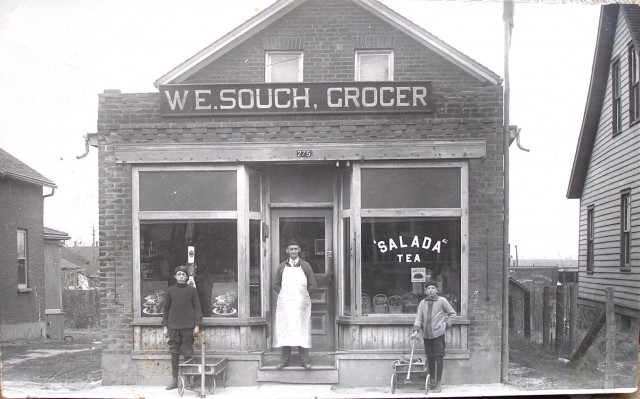 W.E. SOUCH, GROCER
275
"SALADA"
TEA